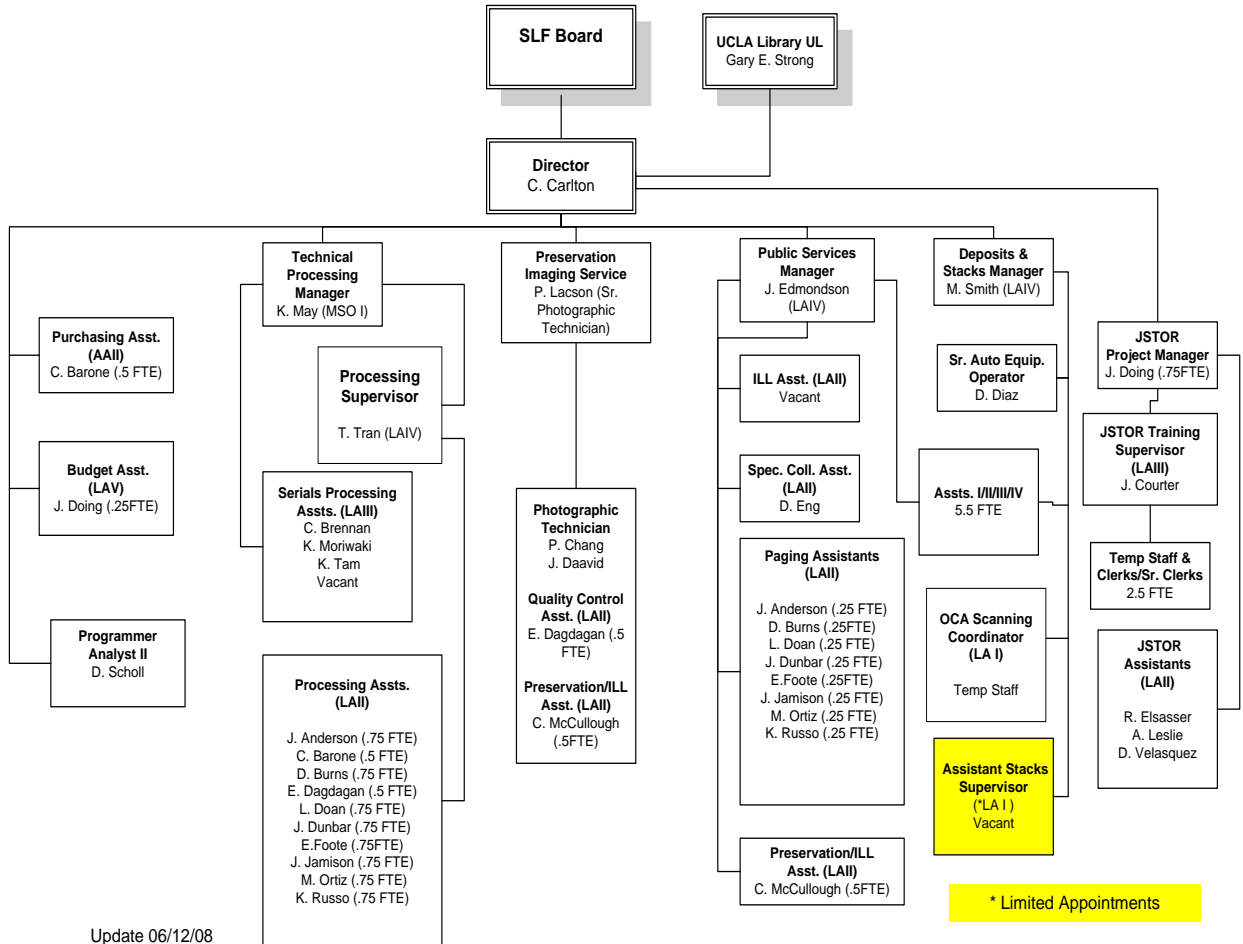 SLF Board
UCLA Library UL
Gary E. Strong
Director
C. Carlton
Technical
Processing
Manager
K. May (MSO I)
Preservation
Imaging Service
P. Lacson (Sr.
Photographic
Technician)
Public Services
Manager
J. Edmondson
(LAIV)
Deposits &
Stacks Manager
M. Smith (LAIV)
Purchasing Asst.
(AAII)
C. Barone (.5 FTE)
Budget Asst.
(LAV)
J. Doing (.25FTE)
Programmer
Analyst II
D. Scholl
Processing
Supervisor
T. Tran (LAIV)
Serials Processing
Assts. (LAIII)
C. Brennan
K. Moriwaki
K. Tam
Vacant
Processing Assts.
(LAII)
J. Anderson (.75 FTE)
C. Barone (.5 FTE)
D. Burns (.75 FTE)
E. Dagdagan (.5 FTE)
L. Doan (.75 FTE)
J. Dunbar (.75 FTE)
E.Foote (.75FTE)
J. Jamison (.75 FTE)
M. Ortiz (.75 FTE)
K. Russo (.75 FTE)
Photographic
Technician
P. Chang
J. Daavid
Quality Control
Asst. (LAII)
E. Dagdagan (.5
FTE)
Preservation/ILL
Asst. (LAII)
C. McCullough
(.5FTE)
ILL Asst. (LAII)
Vacant
Spec. Coll. Asst.
(LAII)
D. Eng
Paging Assistants
(LAII)
J. Anderson (.25 FTE)
D. Burns (.25FTE)
L. Doan (.25 FTE)
J. Dunbar (.25 FTE)
E.Foote (.25FTE)
J. Jamison (.25 FTE)
M. Ortiz (.25 FTE)
K. Russo (.25 FTE)
Preservation/ILL
Asst. (LAII)
C. McCullough (.5FTE)
Sr. Auto Equip.
Operator
D. Diaz
Assts. I/II/III/IV
5.5 FTE
OCA Scanning
Coordinator
(LA I)
Temp Staff
Assistant Stacks
Supervisor
(*LA I )
Vacant
JSTOR
Project Manager
J. Doing (.75FTE)
JSTOR Training
Supervisor
(LAIII)
J. Courter
Temp Staff &
Clerks/Sr. Clerks
2.5 FTE
JSTOR
Assistants
(LAII)
R. Elsasser
A. Leslie
D. Velasquez
* Limited Appointments
Update 06/12/08